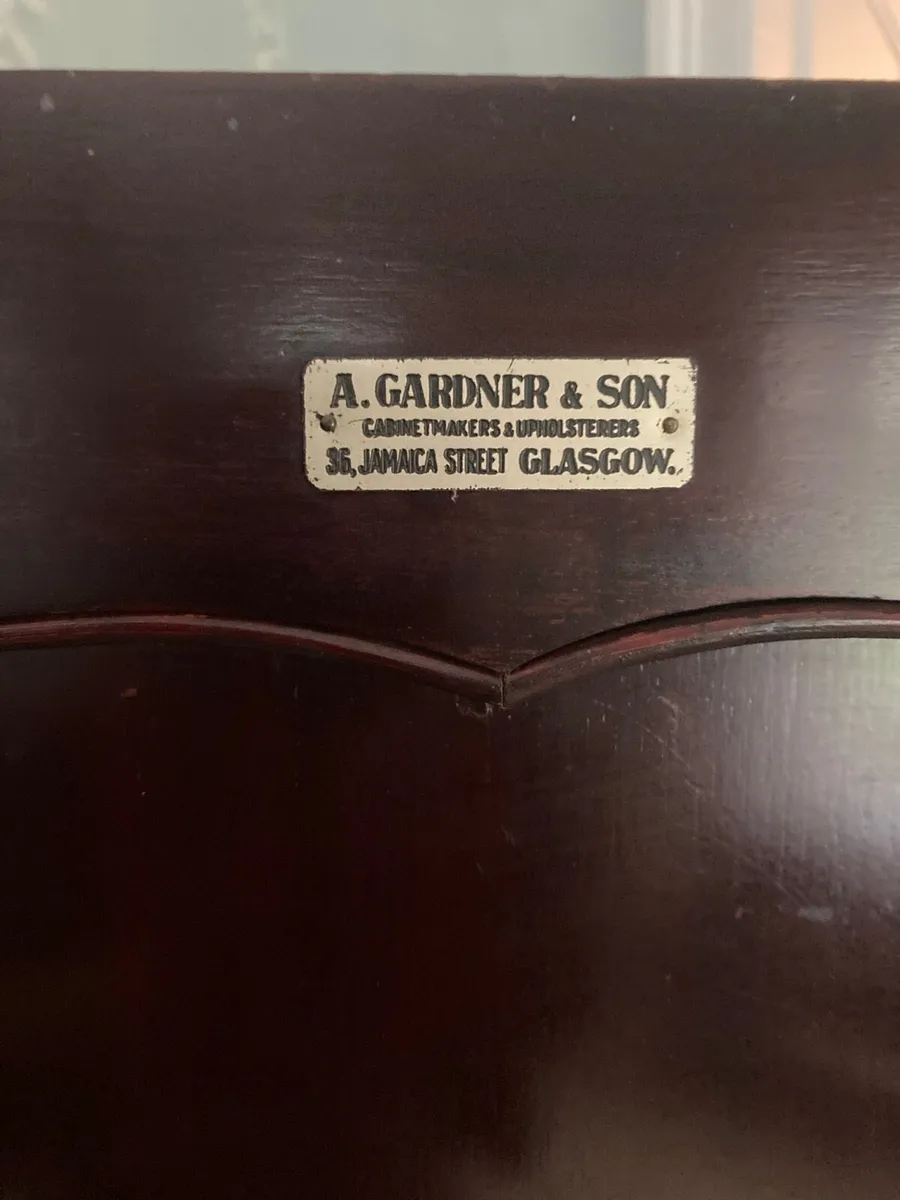 A. GARDNER & SON
CABINETMAKERS & UPHOLSTERERS
36, JAMAICA STREET GLASGOW.